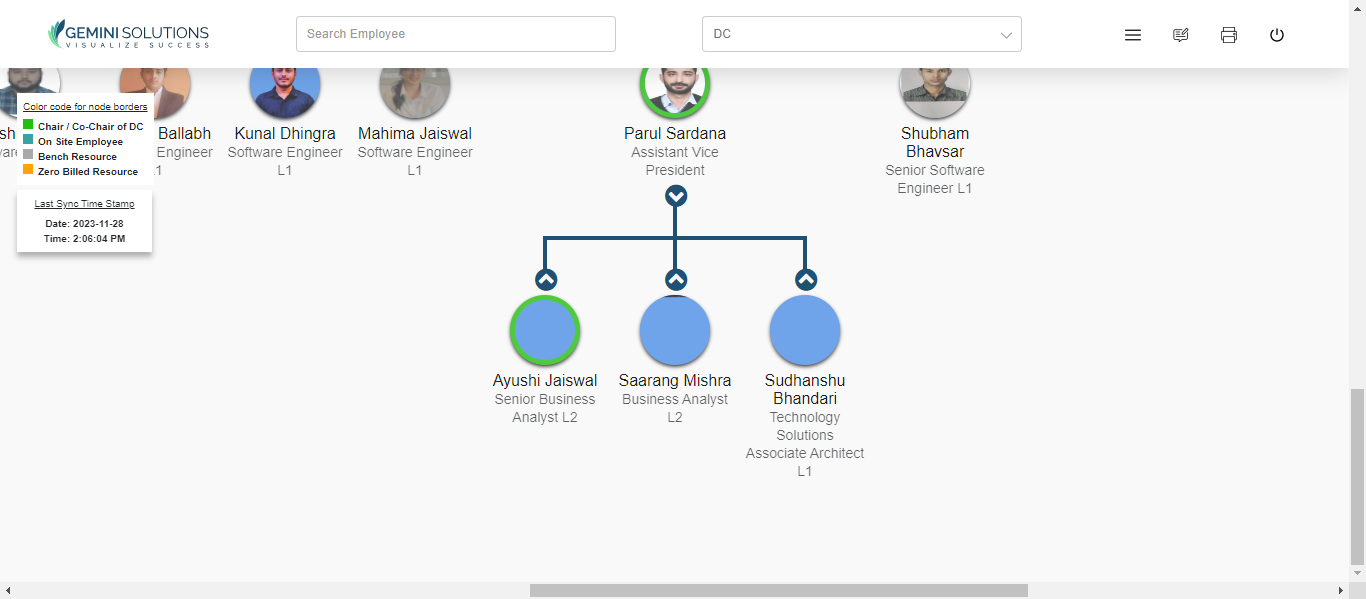 GEMINI SOLUTIONS
VISUALIZE SUCCESS
Search Employee
DC
Color code for node borders
Chair / Co-Chair of DC
On Site Employee
Bench Resource
Zero Billed Resource
Last Sync Time Stamp
Date: 2023-11-28
Time: 2:06:04 PM
Ballabh
Engineer
Kunal Dhingra
Software Engineer
L1
Mahima Jaiswal
Software Engineer
L1
Parul Sardana
Assistant Vice
President
Shubham
Bhavsar
Senior Software
Engineer L1
Ayushi Jaiswal
Senior Business
Analyst L2
Saarang Mishra
Business Analyst
L2
Sudhanshu
Bhandari
Technology
Solutions
Associate Architect
L1